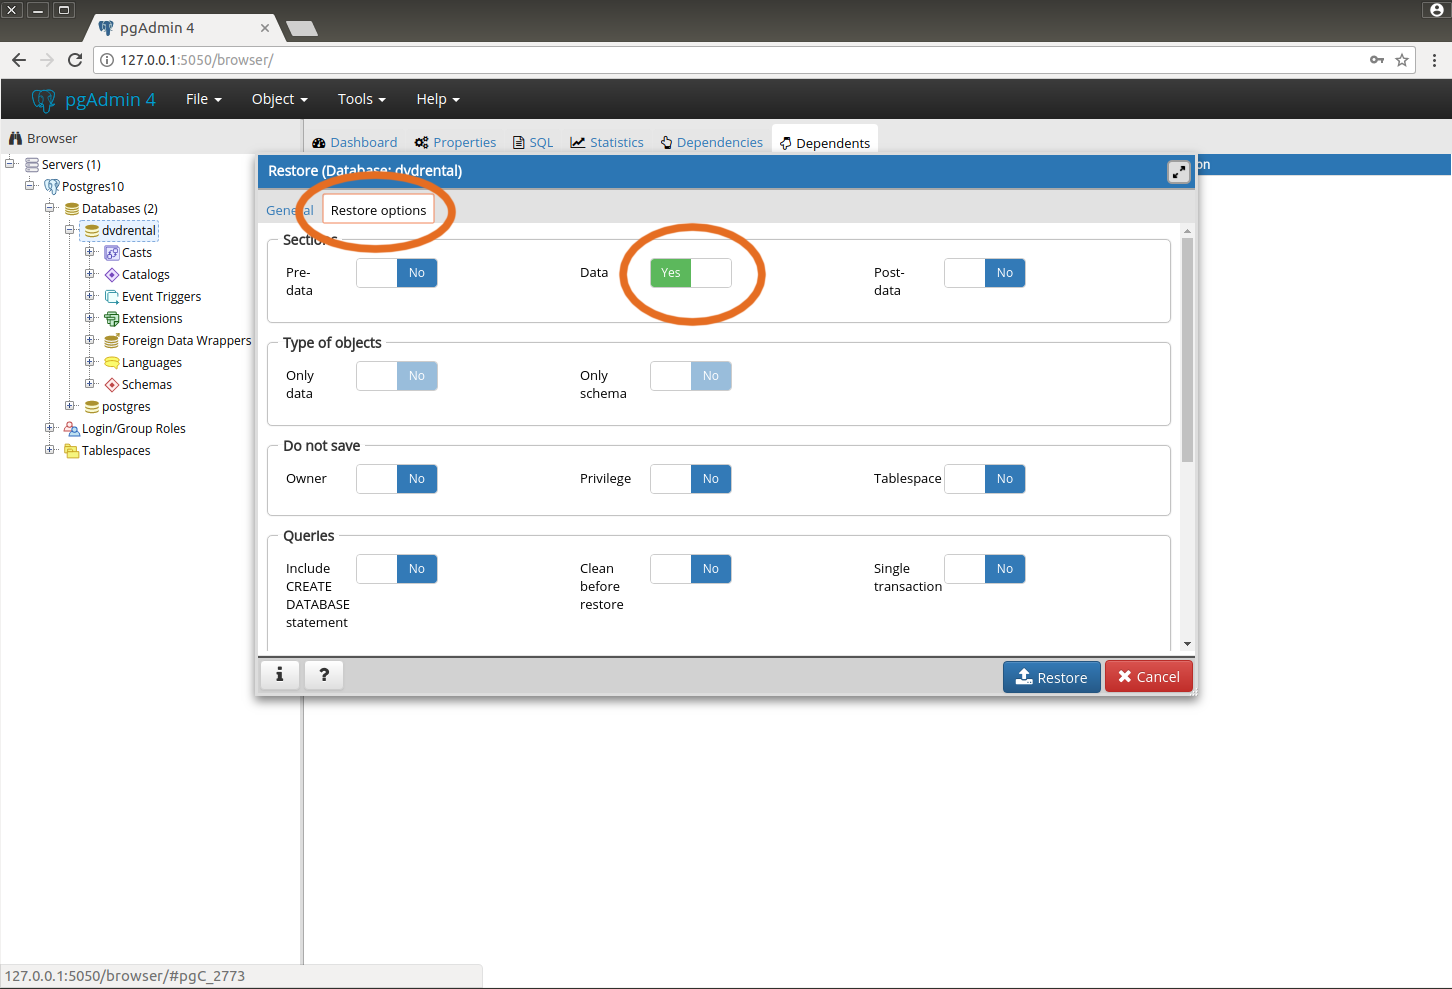 pgAdmin 4
127.0.0.1:5050/browser/
pgAdmin 4 File Object Tools Help
Browser
Dashboard Properties SQL Statistics Dependencies Dependents
Servers (1)
Postgres10
Databases (2)
dvdrental
Casts
Catalogs
Event Triggers
Extensions
Foreign Data Wrappers
Languages
Schemas
postgres
Login/Group Roles
Tablespaces
Restore (Database: dvdrental)
on
General Restore options
Sections
Pre-
data
No
Data
Yes
Post-
data
No
Type of objects
Only
data
No
Only
schema
No
Do not save
Owner No
Privilege No
Tablespace No
Queries
Include
CREATE
DATABASE
statement
No
Clean
before
restore
No
Single
transaction
No
i ? Restore Cancel
127.0.0.1:5050/browser/#pgC_2773